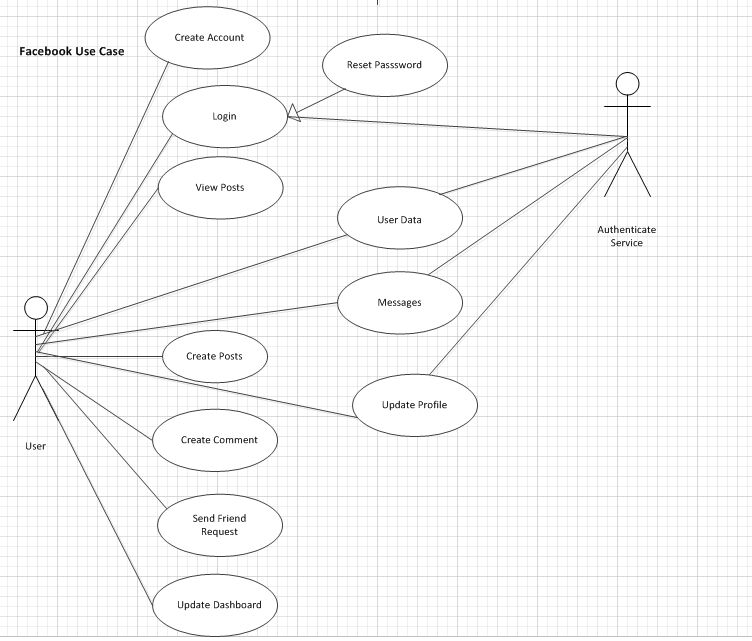 Facebook Use Case
Create Account
Reset Passsword
Login
View Posts
User Data
Authenticate
Service
Messages
Create Posts
Update Profile
User
Create Comment
Send Friend
Request
Update Dashboard